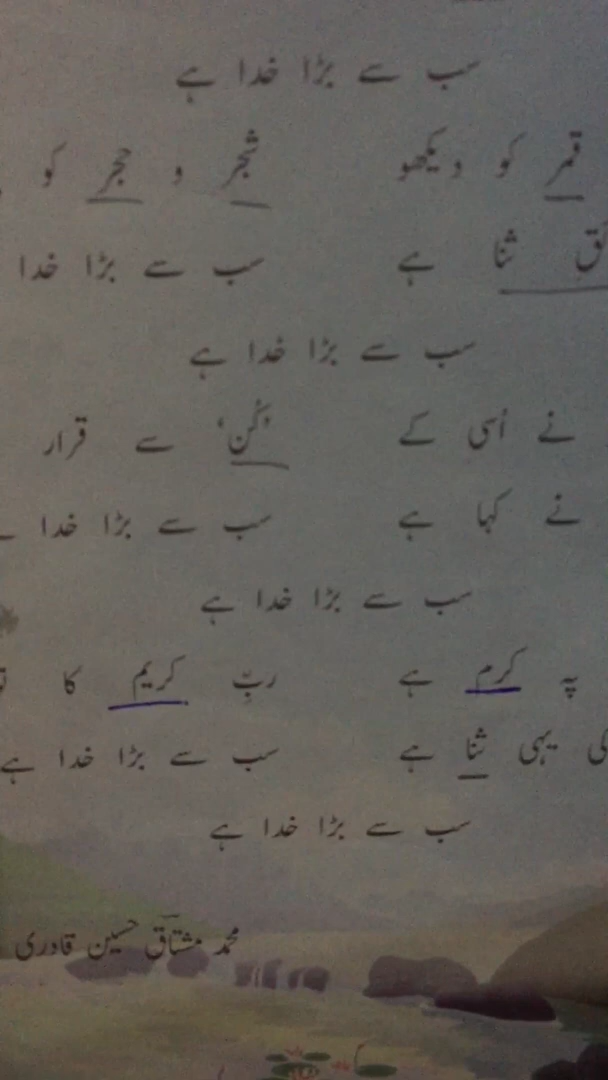 سب سے بڑا خدا ہے
قمر کو دیکھو شجر و حجر کو
ثنا ہے سب سے بڑا خدا
سب سے بڑا خدا ہے
نے اُسی کے ’کُن‘ سے قرار
نے کہا ہے سب سے بڑا خدا
سب سے بڑا خدا ہے
پہ کرم ہے ربِّ کریم کا
کی یہی ثنا ہے سب سے بڑا خدا ہے
سب سے بڑا خدا ہے
محمد مشتاق حسین قادری